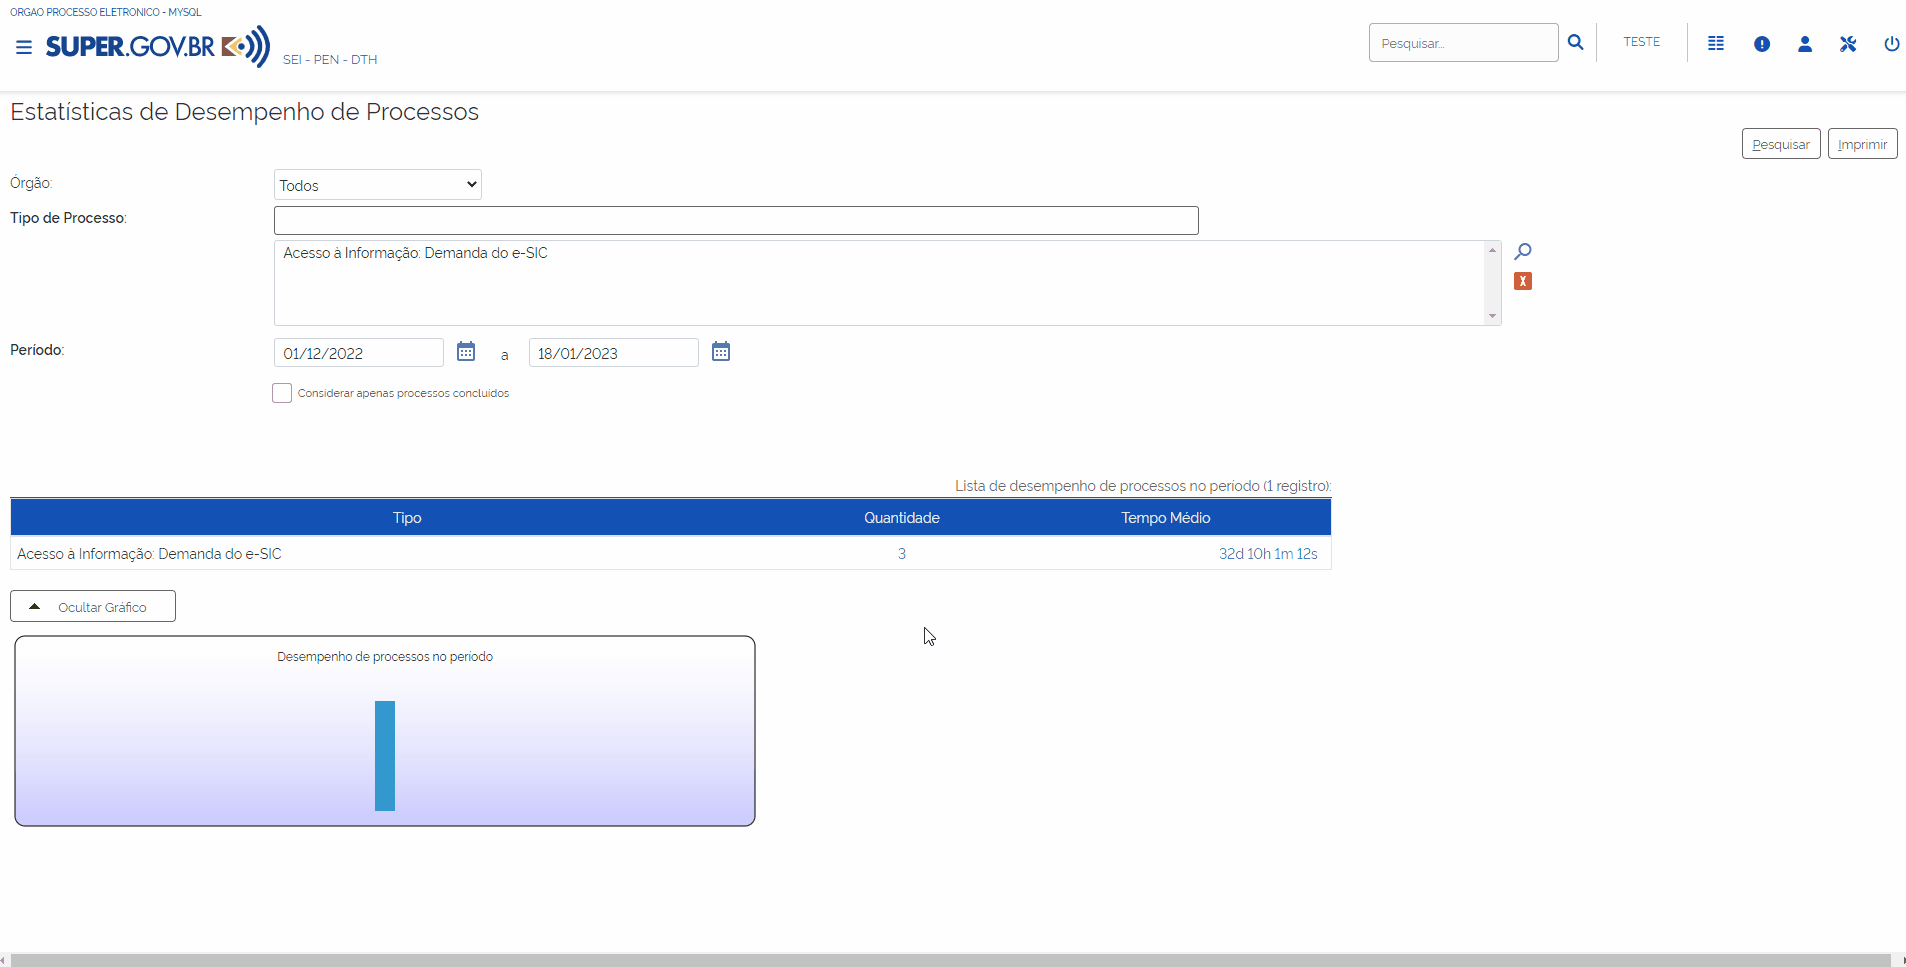 ORGAO PROCESSO ELETRONICO - MYSQL
SUPER.GOV.BR
SEI - PEN - DTH
Pesquisar...
TESTE
Estatísticas de Desempenho de Processos
Pesquisar
Imprimir
Órgão:
Todos
Tipo de Processo:
Acesso à Informação: Demanda do e-SIC
X
Período:
01/12/2022
a
18/01/2023
Considerar apenas processos concluídos
Lista de desempenho de processos no período (1 registro):
Tipo Quantidade Tempo Médio
Acesso à Informação: Demanda do e-SIC 3 32d 10h 1m 12s
Ocultar Gráfico
Desempenho de processos no período